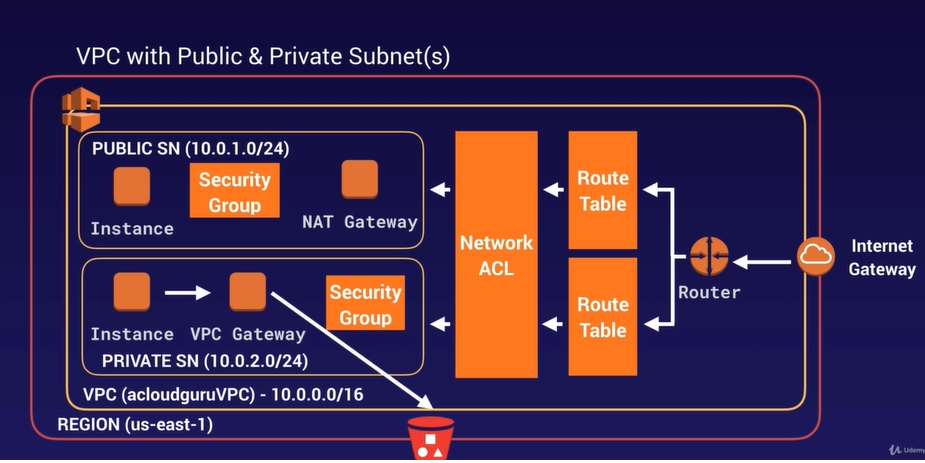 VPC with Public & Private Subnet(s)
PUBLIC SN (10.0.1.0/24)
Instance
Security
Group
NAT Gateway
Instance
VPC Gateway
Security
Group
PRIVATE SN (10.0.2.0/24)
Network
ACL
Route
Table
Route
Table
Router
Internet
Gateway
VPC (acloudguruVPC) - 10.0.0.0/16
REGION (us-east-1)
Udemy